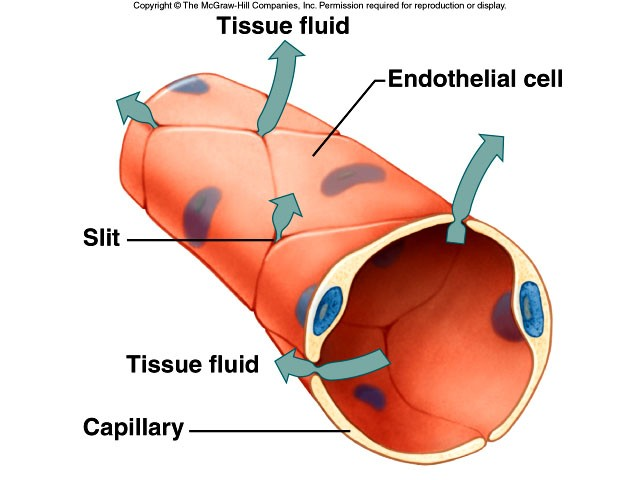 Copyright © The McGraw-Hill Companies, Inc. Permission required for reproduction or display.
Tissue fluid
Endothelial cell
Slit
Tissue fluid
Capillary